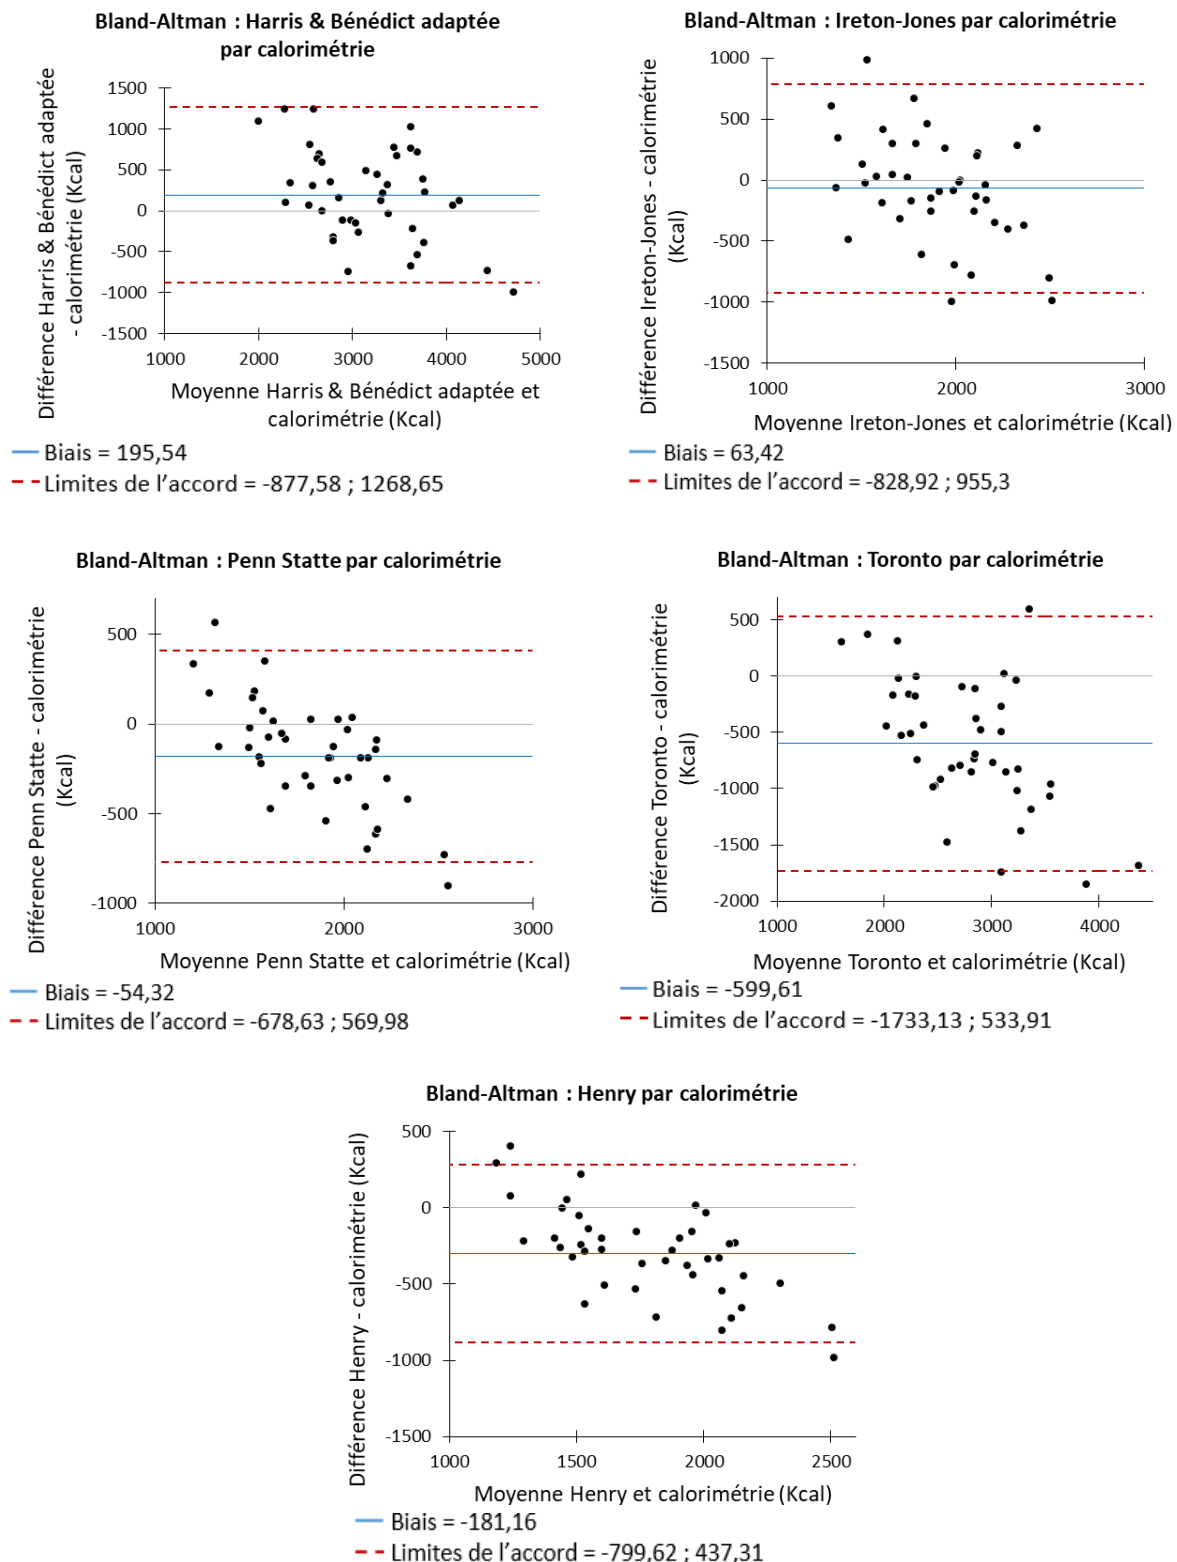 Bland-Altman : Harris & Bénédict adaptée
par calorimétrie
Différence Harris & Bénédict adaptée
- calorimétrie (Kcal)
1500
1000
500
0
-500
-1000
-1500
1000 2000 3000 4000 5000
Moyenne Harris & Bénédict adaptée et
calorimétrie (Kcal)
Biais = 195,54
Limites de l’accord = -877,58 ; 1268,65
Bland-Altman : Ireton-Jones par calorimétrie
Différence Ireton-Jones - calorimétrie
(Kcal)
1000
500
0
-500
-1000
-1500
1000 2000 3000
Moyenne Ireton-Jones et calorimétrie (Kcal)
Biais = 63,42
Limites de l’accord = -828,92 ; 955,3
Bland-Altman : Penn Statte par calorimétrie
Différence Penn Statte - calorimétrie
(Kcal)
500
0
-500
-1000
1000 2000 3000
Moyenne Penn Statte et calorimétrie (Kcal)
Biais = -54,32
Limites de l’accord = -678,63 ; 569,98
Bland-Altman : Toronto par calorimétrie
Différence Toronto - calorimétrie
(Kcal)
500
0
-500
-1000
-1500
-2000
1000 2000 3000 4000
Moyenne Toronto et calorimétrie (Kcal)
Biais = -599,61
Limites de l’accord = -1733,13 ; 533,91
Bland-Altman : Henry par calorimétrie
Différence Henry - calorimétrie (Kcal)
500
0
-500
-1000
-1500
1000 1500 2000 2500
Moyenne Henry et calorimétrie (Kcal)
Biais = -181,16
Limites de l’accord = -799,62 ; 437,31